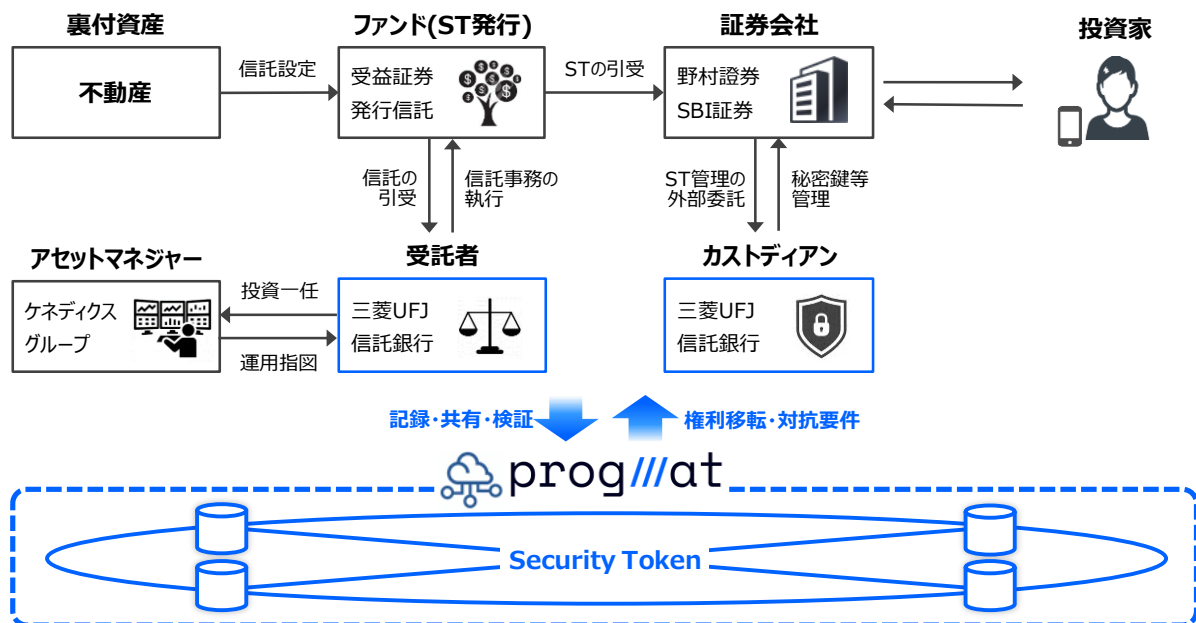 裏付資産
ファンド(ST発行)
証券会社
投資家
不動産
信託設定
受益証券
発行信託
STの引受
野村證券
SBI証券
信託の
引受
信託事務の
執行
ST管理の
外部委託
秘密鍵等
管理
アセットマネジャー
受託者
カストディアン
ケネディクス
グループ
投資一任
運用指図
三菱UFJ
信託銀行
三菱UFJ
信託銀行
記録・共有・検証
権利移転・対抗要件
progmat
Security Token